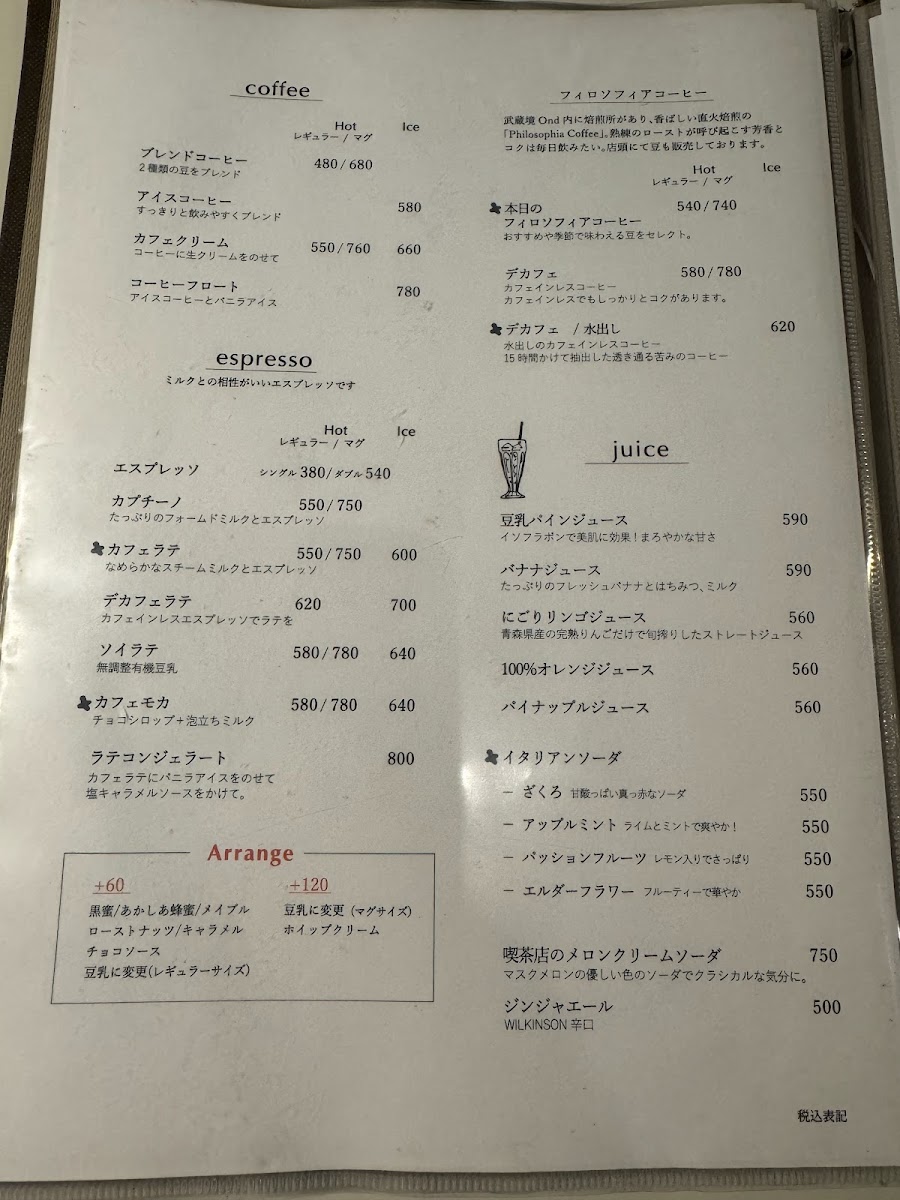 coffee
Hot Ice
レギュラー / マグ
ブレンドコーヒー 480/680
2種類の豆をブレンド
アイスコーヒー 580
すっきりと飲みやすくブレンド
カフェクリーム 550/760 660
コーヒーに生クリームをのせて
コーヒーフロート 780
アイスコーヒーとバニラアイス
espresso
ミルクとの相性がいいエスプレッソです
Hot Ice
レギュラー / マグ
エスプレッソ シングル 380/ダブル 540
カプチーノ 550/750
たっぷりのフォームドミルクとエスプレッソ
カフェラテ 550/750 600
なめらかなスチームミルクとエスプレッソ
デカフェラテ 620 700
カフェインレスエスプレッソでラテを
ソイラテ 580/780 640
無調整有機豆乳
カフェモカ 580/780 640
チョコシロップ+泡立ちミルク
ラテコンジェラート 800
カフェラテにバニラアイスをのせて
塩キャラメルソースをかけて。
Arrange
+60
黒蜜/あかしあ蜂蜜/メイプル
ローストナッツ/キャラメル
チョコソース
豆乳に変更(レギュラーサイズ)
+120
豆乳に変更 (マグサイズ)
ホイップクリーム
フィロソフィアコーヒー
武蔵境 Ond 内に焙煎所があり、香ばしい直火焙煎の
「Philosophia Coffee」。熟練のローストが呼び起こす芳香と
コクは毎日飲みたい。店頭にて豆も販売しております。
Hot Ice
レギュラー / マグ
本日の 540/740
フィロソフィアコーヒー
おすすめや季節で味わえる豆をセレクト。
デカフェ 580/780
カフェインレスコーヒー
カフェインレスでもしっかりとコクがあります。
デカフェ / 水出し 620
水出しのカフェインレスコーヒー
15時間かけて抽出した透き通る苦みのコーヒー
juice
豆乳パインジュース 590
イソフラボンで美肌に効果!まろやかな甘さ
バナナジュース 590
たっぷりのフレッシュバナナとはちみつ、ミルク
にごりリンゴジュース 560
青森県産の完熟りんごだけで旬搾りしたストレートジュース
100%オレンジジュース 560
パイナップルジュース 560
イタリアンソーダ
－ ざくろ 甘酸っぱい真っ赤なソーダ 550
－ アップルミント ライムとミントで爽やか! 550
－ パッションフルーツ レモン入りでさっぱり 550
－ エルダーフラワー フルーティーで華やか 550
喫茶店のメロンクリームソーダ 750
マスクメロンの優しい色のソーダでクラシカルな気分に。
ジンジャエール 500
WILKINSON 辛口
税込表記